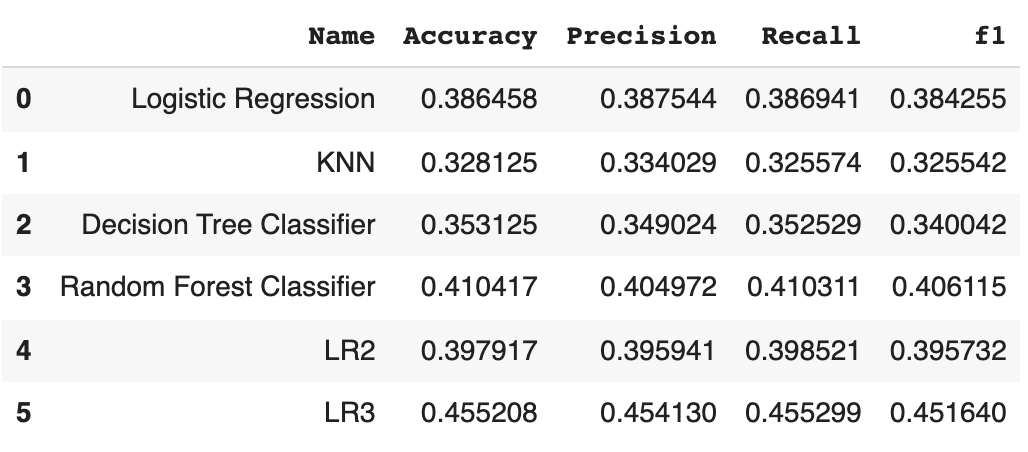 Name Accuracy Precision Recall f1
0 Logistic Regression 0.386458 0.387544 0.386941 0.384255
1 KNN 0.328125 0.334029 0.325574 0.325542
2 Decision Tree Classifier 0.353125 0.349024 0.352529 0.340042
3 Random Forest Classifier 0.410417 0.404972 0.410311 0.406115
4 LR2 0.397917 0.395941 0.398521 0.395732
5 LR3 0.455208 0.454130 0.455299 0.451640